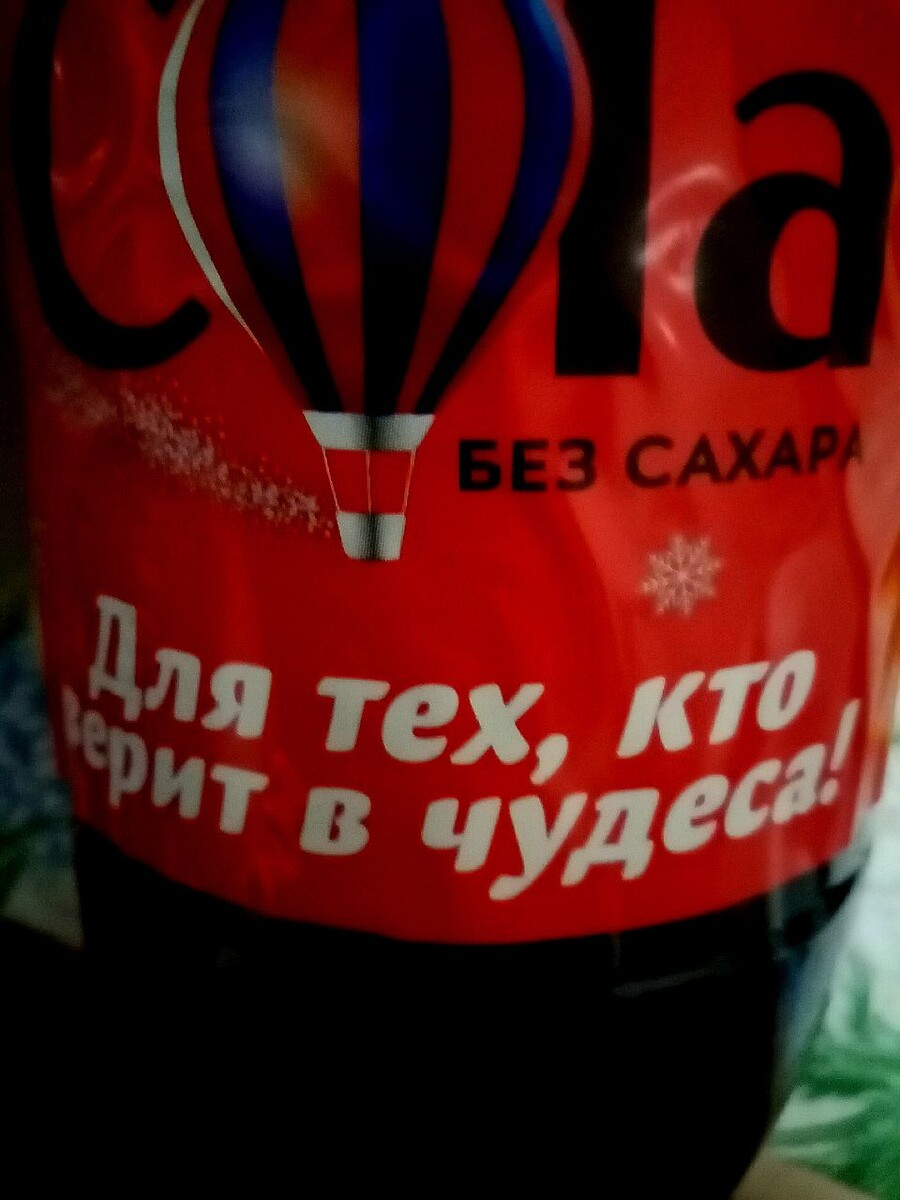 Cola
БЕЗ САХАРА
Для тех, кто
верит в чудеса!